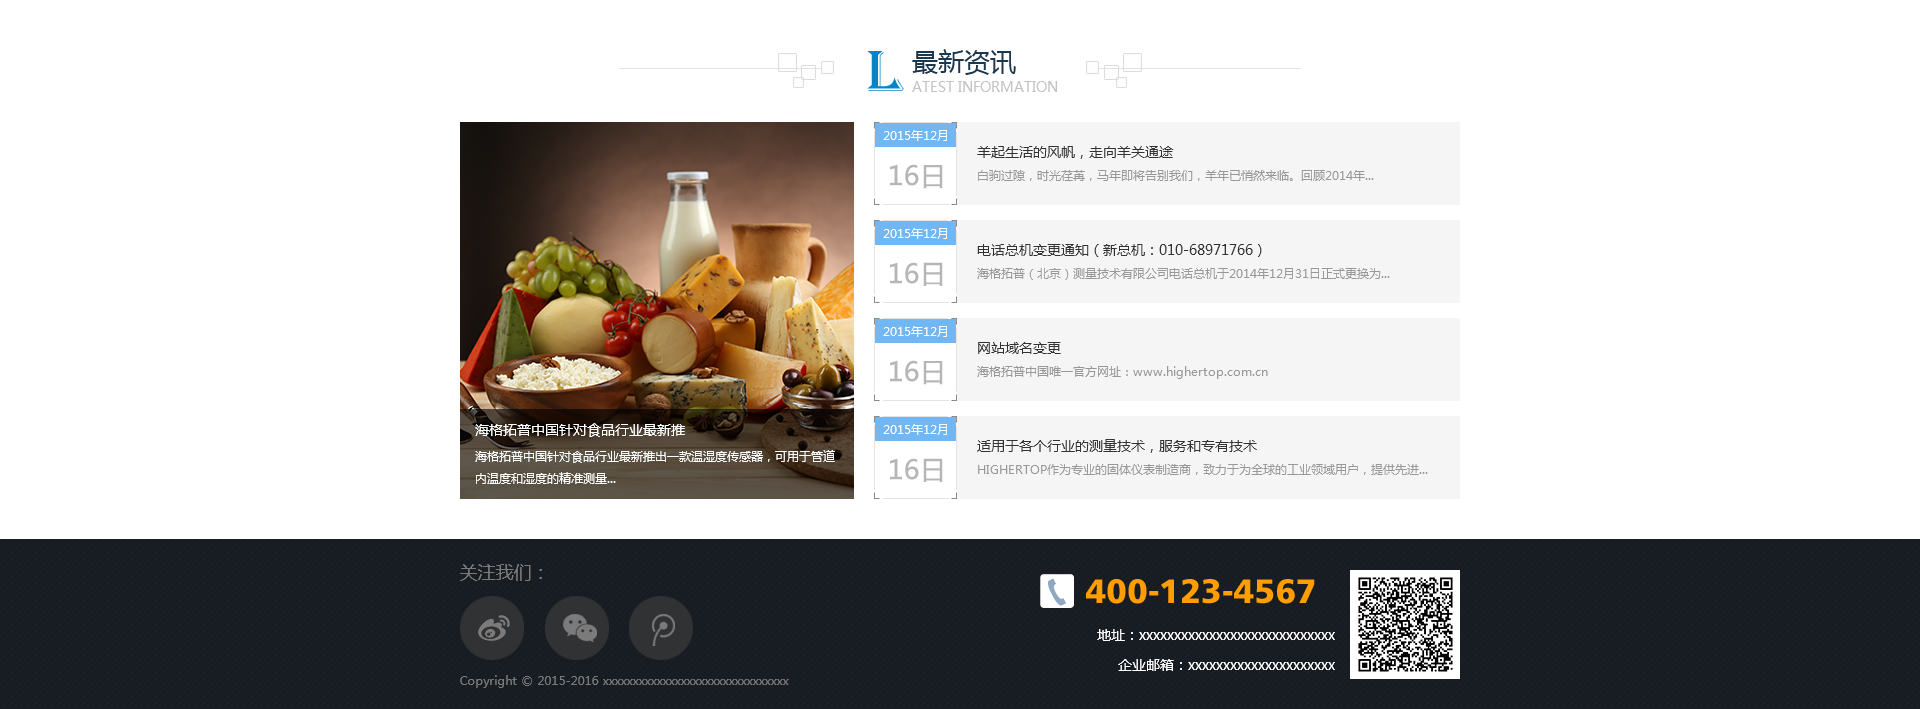 最新资讯
LATEST INFORMATION
2015年12月
16日
羊起生活的风帆，走向羊关通途
白驹过隙，时光荏苒，马年即将告别我们，羊年已悄然来临。回顾2014年...
2015年12月
16日
电话总机变更通知（新总机：010-68971766）
海格拓普（北京）测量技术有限公司电话总机于2014年12月31日正式更换为...
2015年12月
16日
网站域名变更
海格拓普中国唯一官方网址：www.highertop.com.cn
2015年12月
16日
适用于各个行业的测量技术，服务和专有技术
HIGHERTOP作为专业的固体仪表制造商，致力于为全球的工业领域用户，提供先进...
海格拓普中国针对食品行业最新推
海格拓普中国针对食品行业最新推出一款温湿度传感器，可用于管道
内温度和湿度的精准测量...
关注我们：
Copyright © 2015-2016 xxxxxxxxxxxxxxxxxxxxxxxxxxxxxxx
400-123-4567
地址：xxxxxxxxxxxxxxxxxxxxxxxxxxxx
企业邮箱：xxxxxxxxxxxxxxxxxxxxx